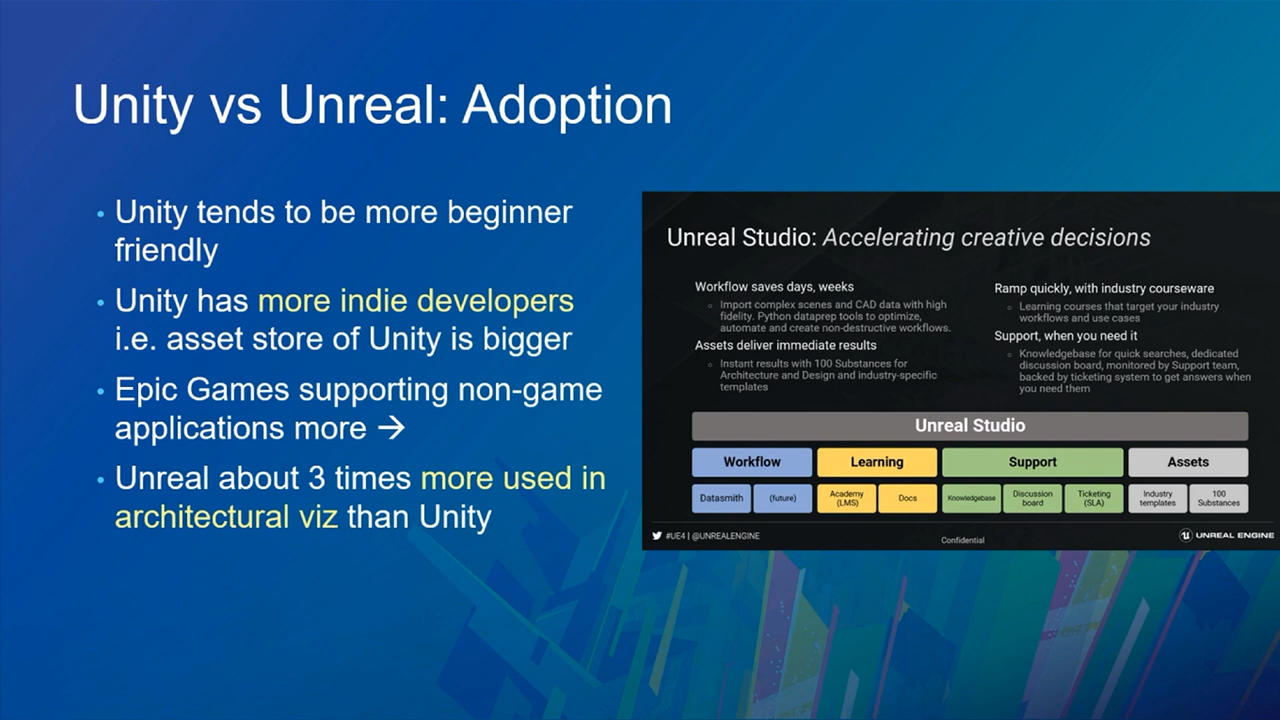 Unity vs Unreal: Adoption
• Unity tends to be more beginner
friendly
• Unity has more indie developers
i.e. asset store of Unity is bigger
• Epic Games supporting non-game
applications more →
• Unreal about 3 times more used in
architectural viz than Unity
Unreal Studio: Accelerating creative decisions
Workflow saves days, weeks
○ Import complex scenes and CAD data with high
fidelity. Python dataprep tools to optimize,
automate and create non-destructive workflows.
Assets deliver immediate results
○ Instant results with 100 Substances for
Architecture and Design and industry-specific
templates
Ramp quickly, with industry courseware
○ Learning courses that target your industry
workflows and use cases
Support, when you need it
○ Knowledgebase for quick searches, dedicated
discussion board, monitored by Support team,
backed by ticketing system to get answers when
you need them
Unreal Studio
Workflow Learning Support Assets
Datasmith
(future)
Academy
(LMS)
Docs
Knowledgebase
Discussion
board
Ticketing
(SLA)
Industry
templates
100
Substances
#UE4 | @UNREALENGINE
Confidential
UNREAL ENGINE